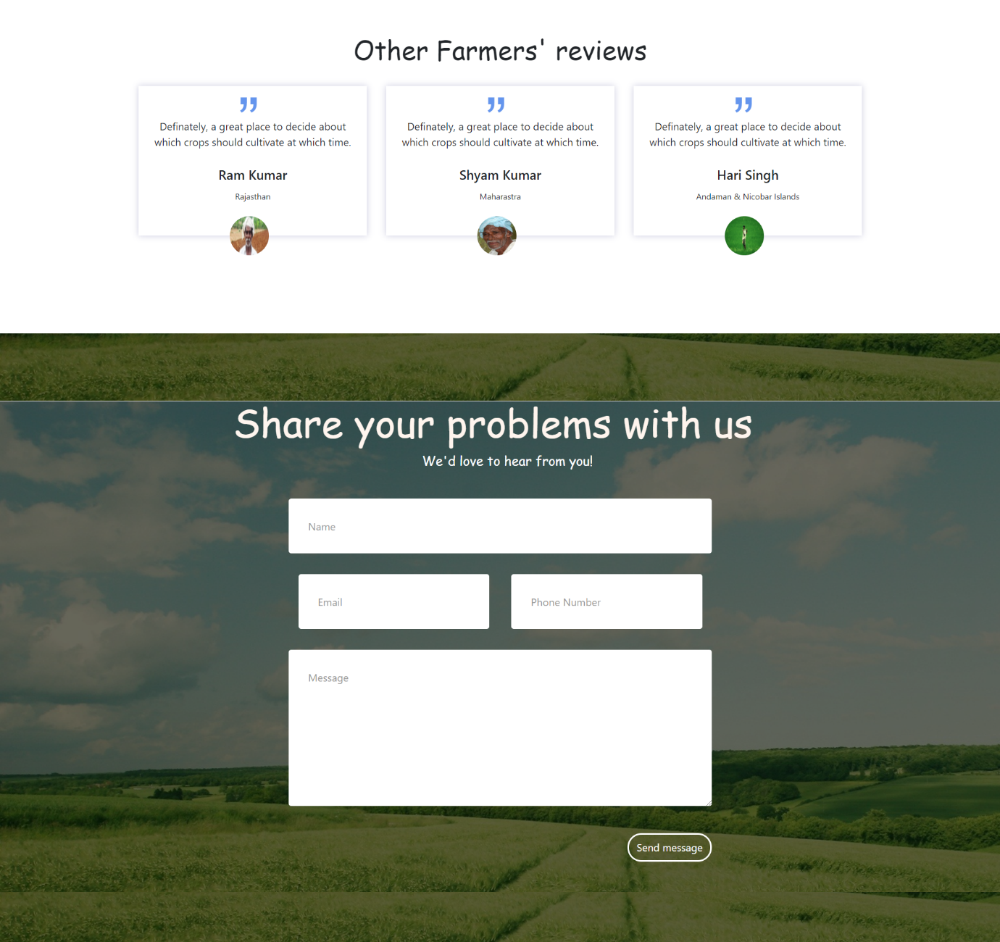 Other Farmers' reviews
”
Definately, a great place to decide about
which crops should cultivate at which time.
Ram Kumar
Rajasthan
”
Definately, a great place to decide about
which crops should cultivate at which time.
Shyam Kumar
Maharastra
”
Definately, a great place to decide about
which crops should cultivate at which time.
Hari Singh
Andaman & Nicobar Islands
Share your problems with us
We'd love to hear from you!
Name
Email
Phone Number
Message
Send message